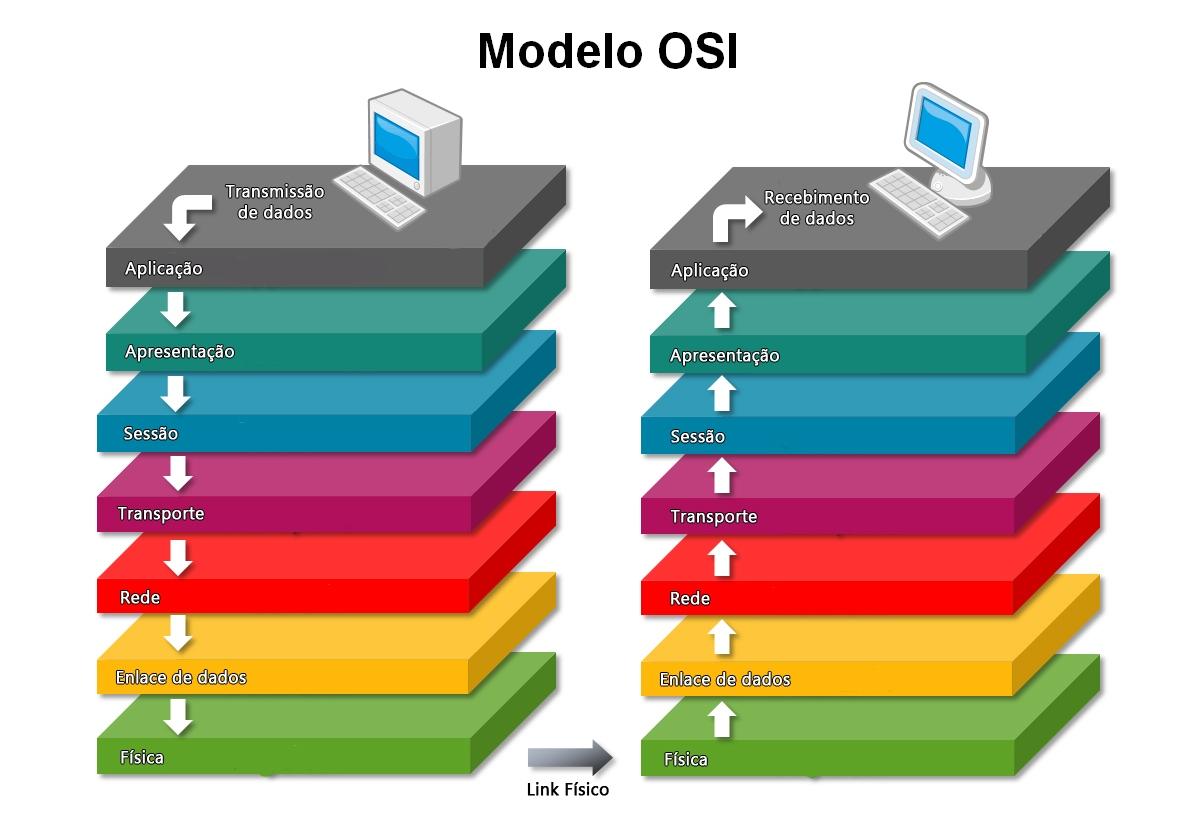 Modelo OSI
Transmissão
de dados
Aplicação
Apresentação
Sessão
Transporte
Rede
Enlace de dados
Física
Link Físico
Recebimento
de dados
Aplicação
Apresentação
Sessão
Transporte
Rede
Enlace de dados
Física